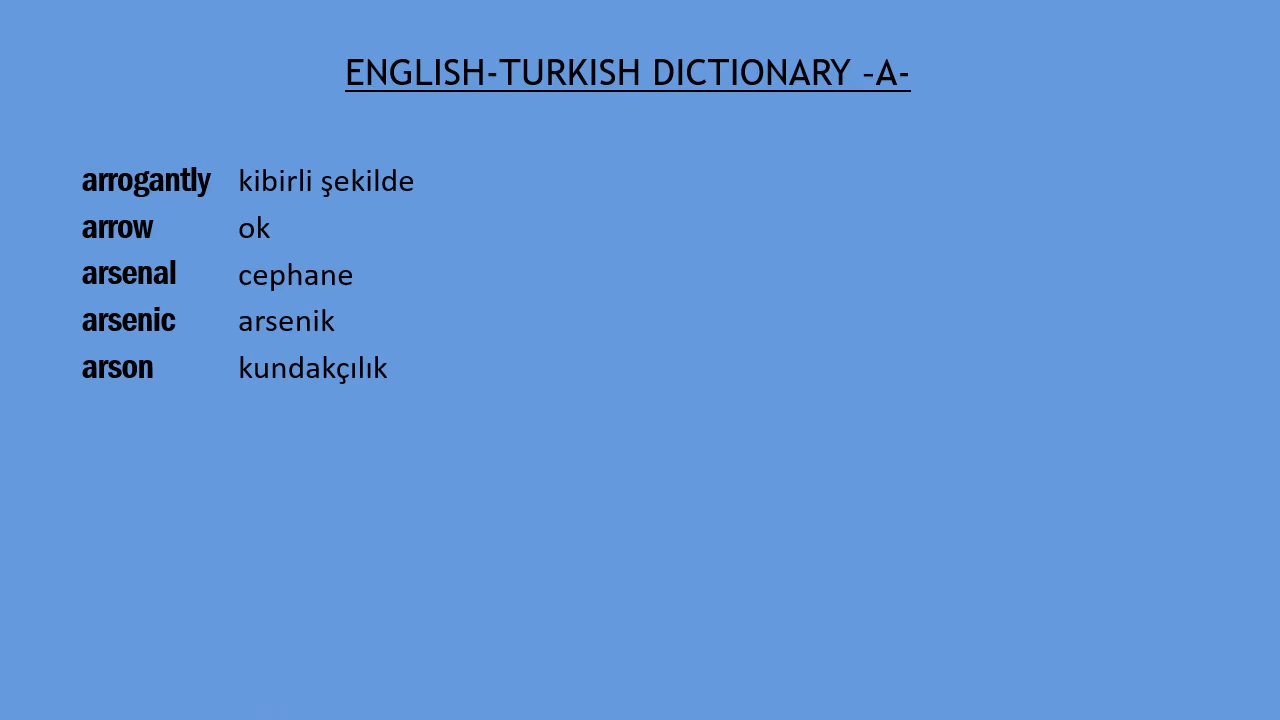 ENGLISH-TURKISH DICTIONARY –A-
arrogantly kibirli şekilde
arrow ok
arsenal cephane
arsenic arsenik
arson kundakçılık